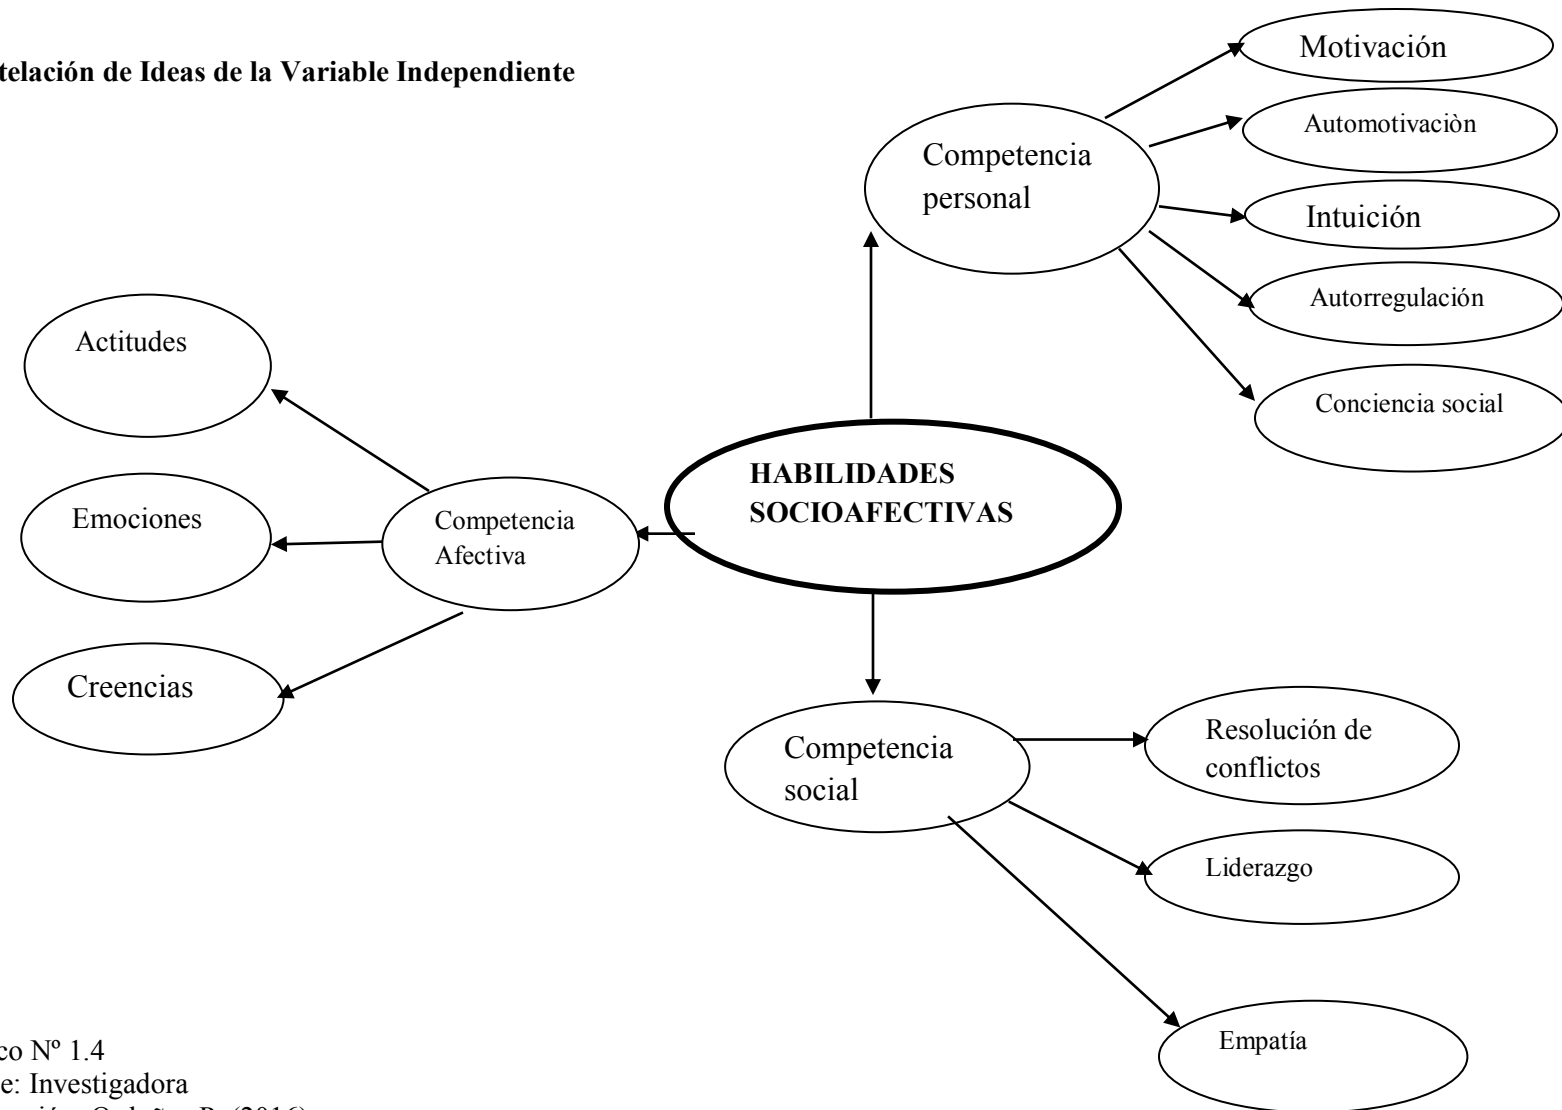 telación de Ideas de la Variable Independiente
Motivación
Automotivaciòn
Competencia
personal
Intuición
Autorregulación
Conciencia social
Actitudes
Emociones
Creencias
Competencia
Afectiva
HABILIDADES
SOCIOAFECTIVAS
Competencia
social
Resolución de
conflictos
Liderazgo
Empatía
co Nº 1.4
e: Investigadora